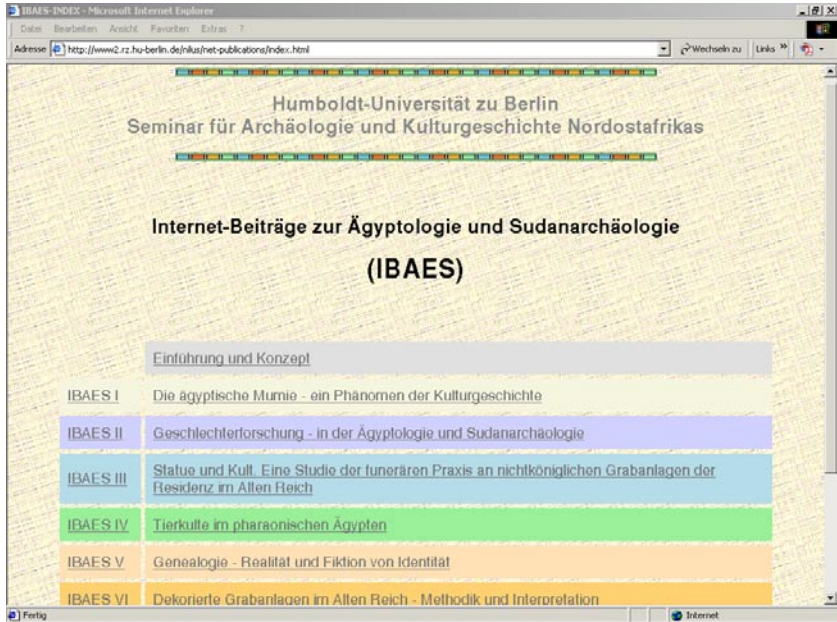 IBAES-INDEX - Microsoft Internet Explorer
Datei Bearbeiten Ansicht Favoriten Extras ?
Adresse http://www2.rz.hu-berlin.de/nilus/net-publications/index.html Wechseln zu Links »
Humboldt-Universität zu Berlin
Seminar für Archäologie und Kulturgeschichte Nordostafrikas
Internet-Beiträge zur Ägyptologie und Sudanarchäologie
(IBAES)
Einführung und Konzept
IBAES I Die ägyptische Mumie - ein Phänomen der Kulturgeschichte
IBAES II Geschlechterforschung - in der Ägyptologie und Sudanarchäologie
IBAES III Statue und Kult. Eine Studie der funerären Praxis an nichtköniglichen Grabanlagen der
Residenz im Alten Reich
IBAES IV Tierkulte im pharaonischen Ägypten
IBAES V Genealogie - Realität und Fiktion von Identität
IBAES VI Dekorierte Grabanlagen im Alten Reich - Methodik und Interpretation
Fertig Internet